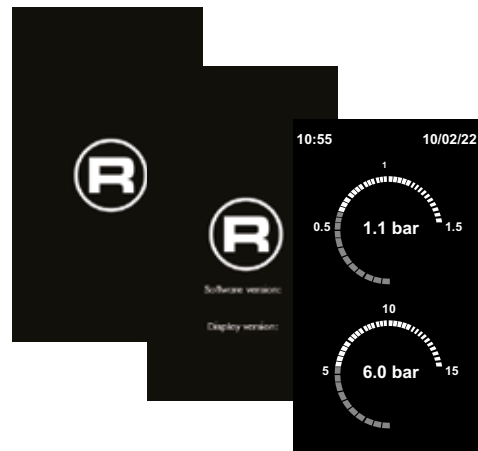 R
R
Software version:
Display version:
10:55 10/02/22
1
0.5 1.1 bar 1.5
10
5 6.0 bar 15